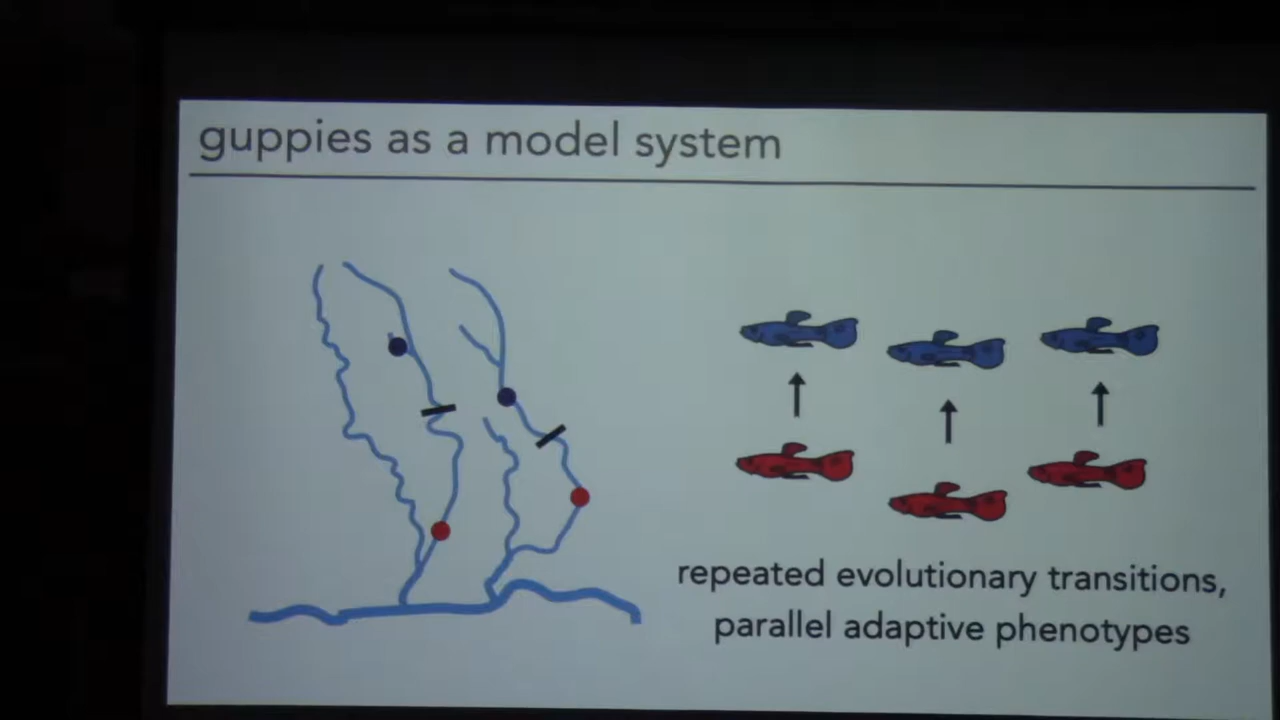 guppies as a model system
repeated evolutionary transitions,
parallel adaptive phenotypes